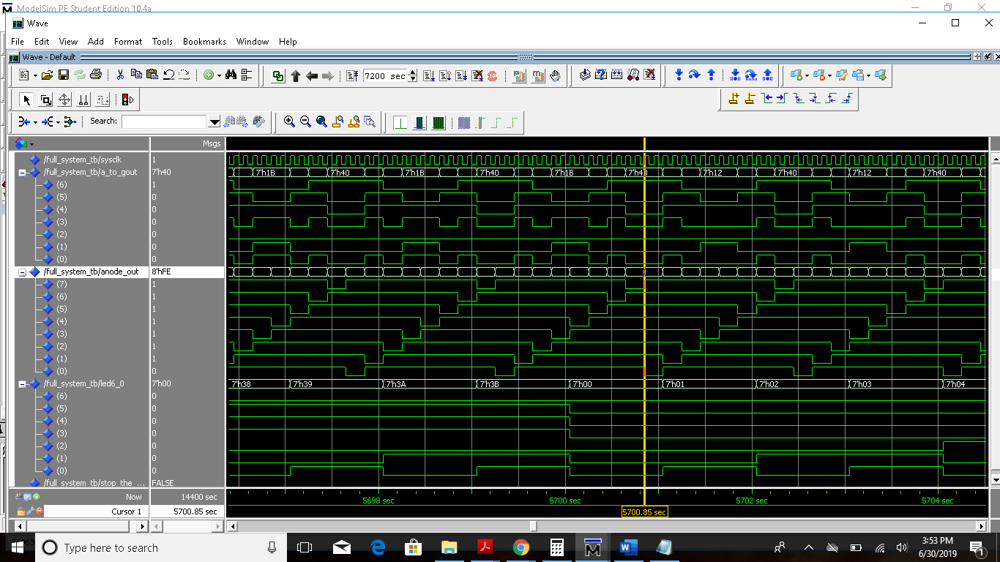 ModelSim PE Student Edition 10.4a
Wave
File Edit View Add Format Tools Bookmarks Window Help
Wave - Default
7200 sec
Search:
Msgs
/full_system_tb/sysclk 1
/full_system_tb/a_to_gout 7'h40 7'h1B 7'h40 7'h1B 7'h40 7'h1B 7'h40 7'h12 7'h40 7'h12 7'h40
(6) 1
(5) 0
(4) 0
(3) 0
(2) 0
(1) 0
(0) 0
/full_system_tb/anode_out 8'hFE
(7) 1
(6) 1
(5) 1
(4) 1
(3) 1
(2) 1
(1) 1
(0) 0
/full_system_tb/led6_0 7'h00 7'h38 7'h39 7'h3A 7'h3B 7'h00 7'h01 7'h02 7'h03 7'h04
(6) 0
(5) 0
(4) 0
(3) 0
(2) 0
(1) 0
(0) 0
/full_system_tb/stop_the_... FALSE
Now 14400 sec 5698 sec 5700 sec 5702 sec 5704 sec
Cursor 1 5700.85 sec 5700.85 sec
Type here to search
3:53 PM
6/30/2019
1